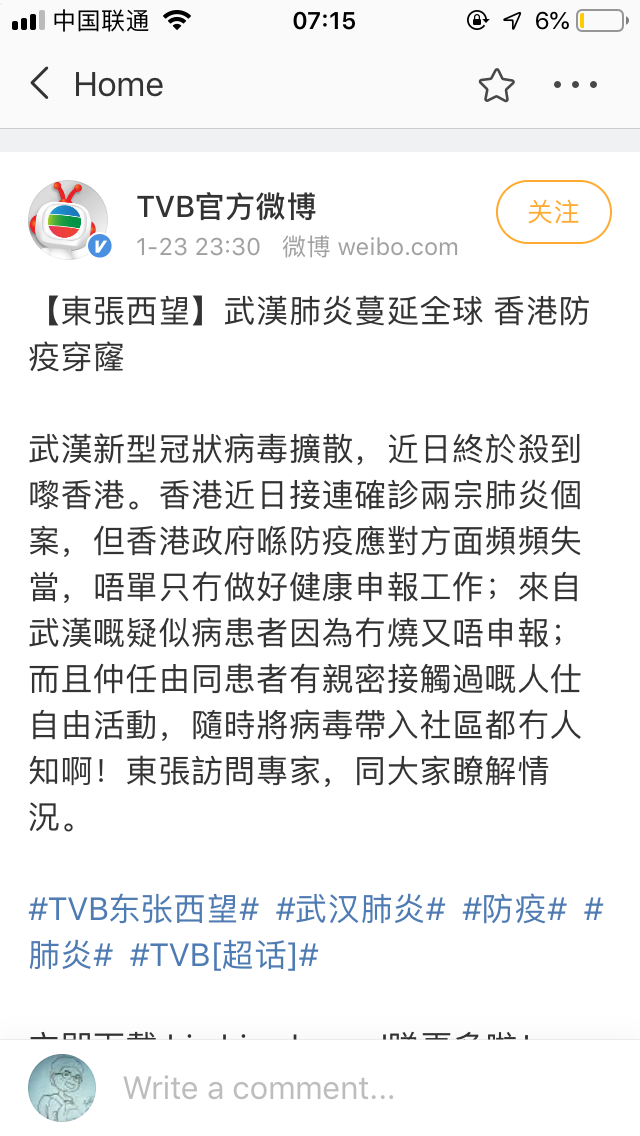 中国联通 07:15 6%
Home
TVB官方微博
关注
1-23 23:30 微博 weibo.com
【東張西望】武漢肺炎蔓延全球 香港防
疫穿窿
武漢新型冠狀病毒擴散，近日終於殺到
嚟香港。香港近日接連確診兩宗肺炎個
案，但香港政府喺防疫應對方面頻頻失
當，唔單只冇做好健康申報工作；來自
武漢嘅疑似病患者因為冇燒又唔申報；
而且仲任由同患者有親密接觸過嘅人仕
自由活動，隨時將病毒帶入社區都冇人
知啊！東張訪問專家，同大家瞭解情
況。
#TVB东张西望# #武汉肺炎# #防疫# #
肺炎# #TVB[超话]#
Write a comment...